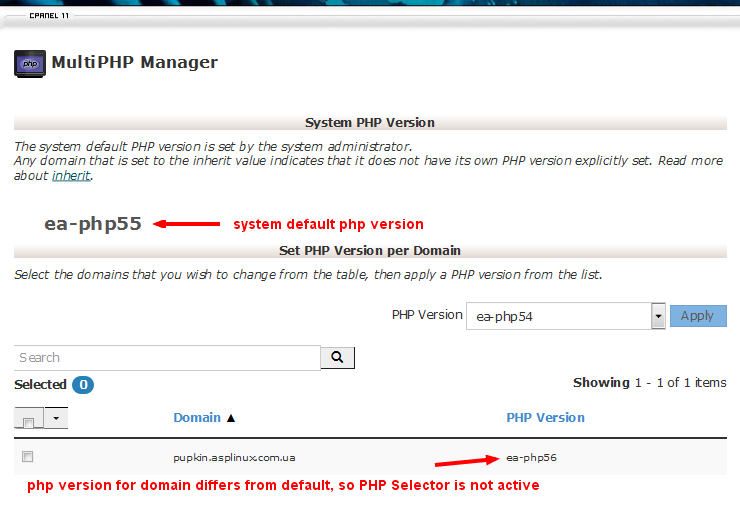 CPANEL 11
php
MultiPHP Manager
System PHP Version
The system default PHP version is set by the system administrator.
Any domain that is set to the inherit value indicates that it does not have its own PHP version explicitly set. Read more
about inherit.
ea-php55
system default php version
Set PHP Version per Domain
Select the domains that you wish to change from the table, then apply a PHP version from the list.
PHP Version ea-php54 Apply
Search
Selected 0 Showing 1 - 1 of 1 items
Domain ▲ PHP Version
pupkin.asplinux.com.ua ea-php56
php version for domain differs from default, so PHP Selector is not active